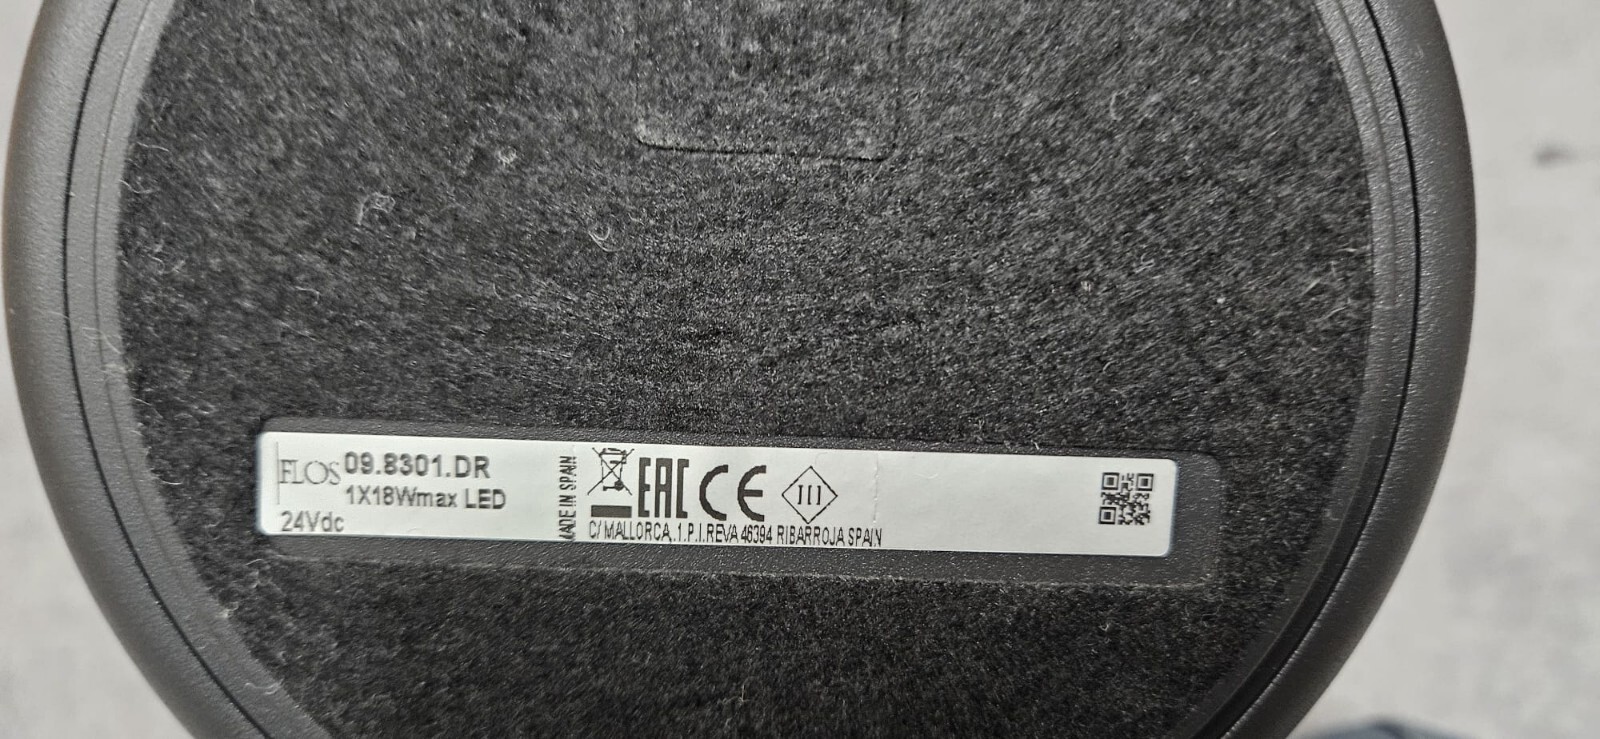 FLOS 09.8301.DR
1X18Wmax LED
24Vdc
MADE IN SPAIN
EAC CE III
C/ MALLORCA.1.P.I.REVA 46394 RIBARROJA SPAIN